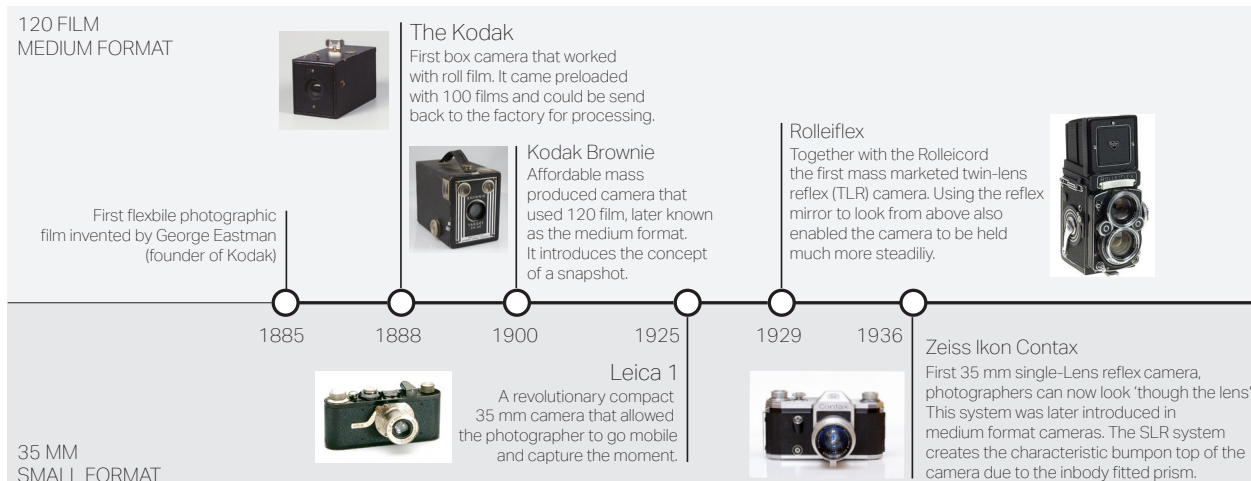 120 FILM
MEDIUM FORMAT
The Kodak
First box camera that worked
with roll film. It came preloaded
with 100 films and could be send
back to the factory for processing.
Kodak Brownie
Affordable mass
produced camera that
used 120 film, later known
as the medium format.
It introduces the concept
of a snapshot.
First flexbile photographic
film invented by George Eastman
(founder of Kodak)
Rolleiflex
Together with the Rolleicord
the first mass marketed twin-lens
reflex (TLR) camera. Using the reflex
mirror to look from above also
enabled the camera to be held
much more steadiliy.
1885
1888
1900
1925
1929
1936
Leica 1
A revolutionary compact
35 mm camera that allowed
the photographer to go mobile
and capture the moment.
Contax
Zeiss Ikon Contax
First 35 mm single-Lens reflex camera,
photographers can now look 'though the lens'
This system was later introduced in
medium format cameras. The SLR system
creates the characteristic bumpon top of the
camera due to the inbody fitted prism.
35 MM
SMALL FORMAT